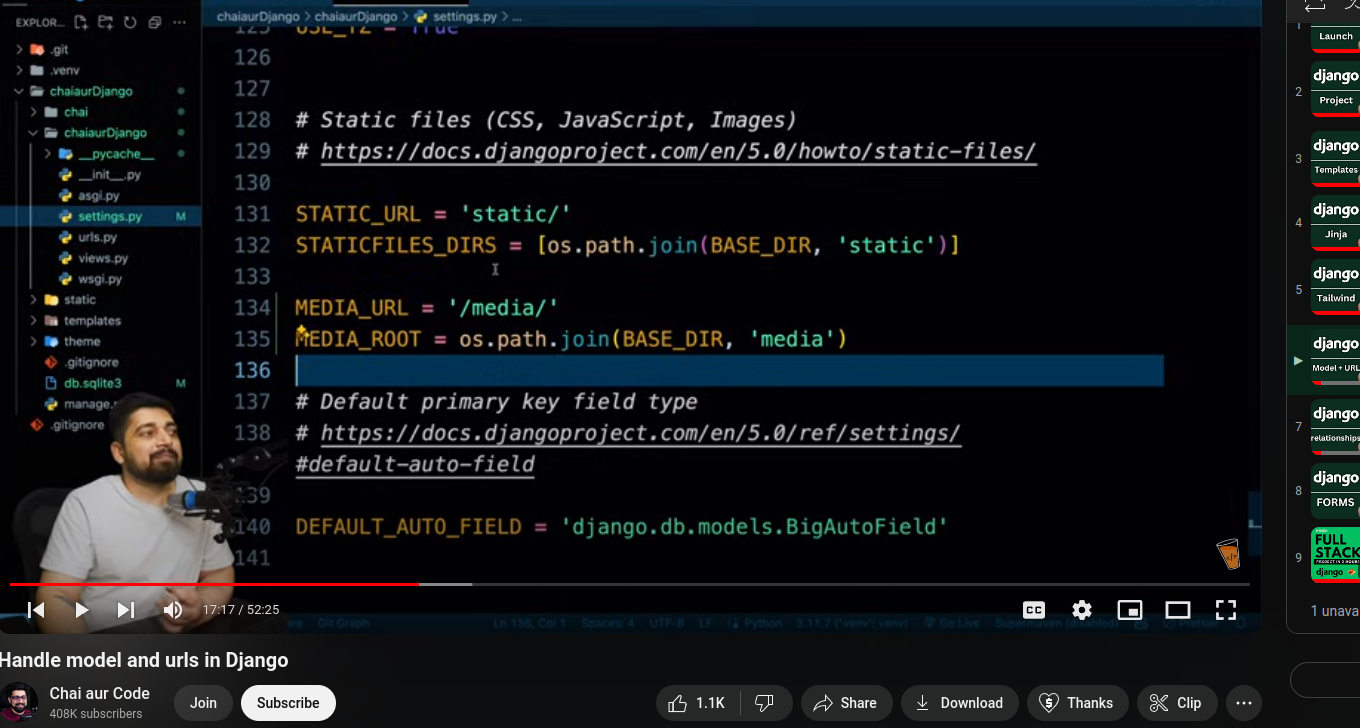 EXPLOR...
.git
.venv
chaiaurDjango
chai
chaiaurDjango
__pycache__
__init__.py
asgi.py
settings.py M
urls.py
views.py
wsgi.py
static
templates
theme
.gitignore
db.sqlite3 M
.gitignore
chaiaurDjango > chaiaurDjango > settings.py > ...
125 USE_TZ = True
126
127
128 # Static files (CSS, JavaScript, Images)
129 # https://docs.djangoproject.com/en/5.0/howto/static-files/
130
131 STATIC_URL = 'static/'
132 STATICFILES_DIRS = [os.path.join(BASE_DIR, 'static')]
133
134 MEDIA_URL = '/media/'
135 MEDIA_ROOT = os.path.join(BASE_DIR, 'media')
136
137 # Default primary key field type
138 # https://docs.djangoproject.com/en/5.0/ref/settings/
#default-auto-field
139
140 DEFAULT_AUTO_FIELD = 'django.db.models.BigAutoField'
141
17:17 / 52:25
CC
Git Graph
Ln 136, Col 1 Spaces: 4 UTF-8 LF Python 3.11.7 ('.venv': venv) Go Live Supermaven (disabled) Prettier
Handle model and urls in Django
Chai aur Code
408K subscribers
Join
Subscribe
1.1K
Share
Download
Thanks
Clip
1
Launch
2
django
Project
3
django
Templates
4
django
Jinja
5
django
Tailwind
django
Model + URL
7
django
relationships
8
django
FORMS
9
FULL
STACK
django
1 unava